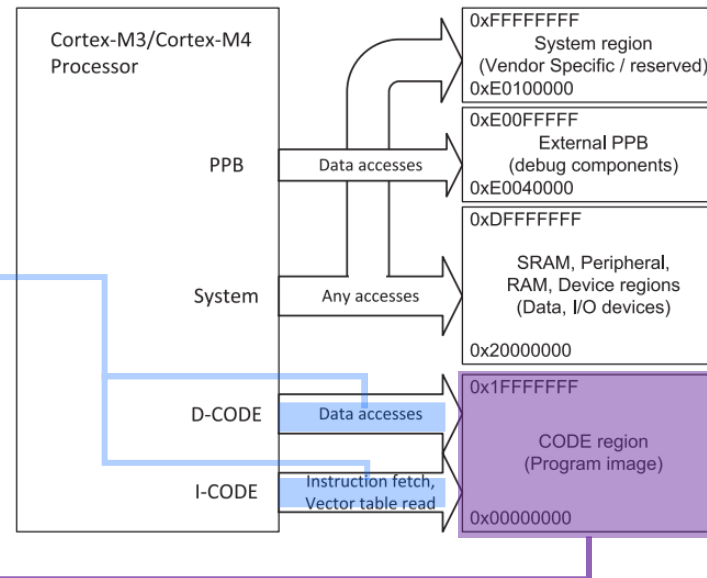 Cortex-M3/Cortex-M4
Processor
PPB
System
D-CODE
I-CODE
Data accesses
Any accesses
Data accesses
Instruction fetch,
Vector table read
0xFFFFFFFF
System region
(Vendor Specific / reserved)
0xE0100000
0xE00FFFFF
External PPB
(debug components)
0xE0040000
0xDFFFFFFF
SRAM, Peripheral,
RAM, Device regions
(Data, I/O devices)
0x20000000
0x1FFFFFFF
CODE region
(Program image)
0x00000000